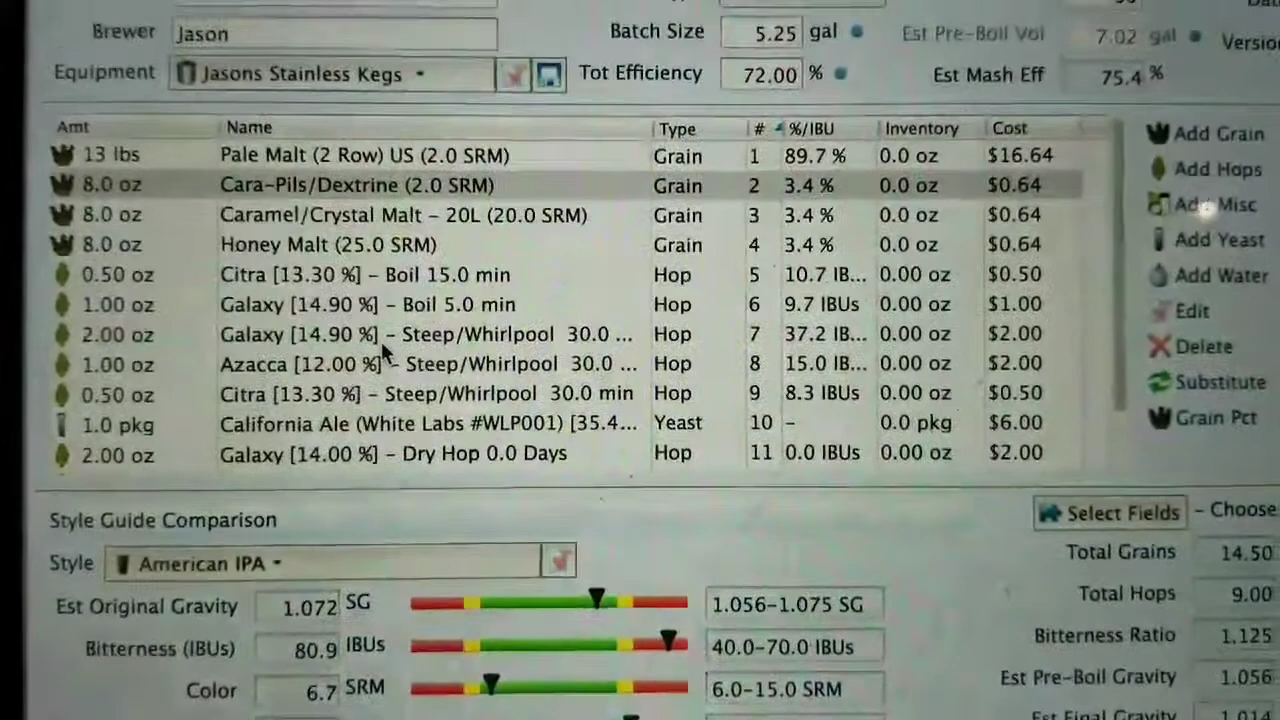 Brewer Jason Batch Size 5.25 gal Est Pre-Boil Vol 7.02 gal Version
Equipment Jasons Stainless Kegs Tot Efficiency 72.00 % Est Mash Eff 75.4 %
Amt Name Type # %/IBU Inventory Cost
13 lbs Pale Malt (2 Row) US (2.0 SRM) Grain 1 89.7 % 0.0 oz $16.64
8.0 oz Cara-Pils/Dextrine (2.0 SRM) Grain 2 3.4 % 0.0 oz $0.64
8.0 oz Caramel/Crystal Malt - 20L (20.0 SRM) Grain 3 3.4 % 0.0 oz $0.64
8.0 oz Honey Malt (25.0 SRM) Grain 4 3.4 % 0.0 oz $0.64
0.50 oz Citra [13.30 %] - Boil 15.0 min Hop 5 10.7 IB... 0.00 oz $0.50
1.00 oz Galaxy [14.90 %] - Boil 5.0 min Hop 6 9.7 IBUs 0.00 oz $1.00
2.00 oz Galaxy [14.90 %] - Steep/Whirlpool 30.0 ... Hop 7 37.2 IB... 0.00 oz $2.00
1.00 oz Azacca [12.00 %] - Steep/Whirlpool 30.0 ... Hop 8 15.0 IB... 0.00 oz $2.00
0.50 oz Citra [13.30 %] - Steep/Whirlpool 30.0 min Hop 9 8.3 IBUs 0.00 oz $0.50
1.0 pkg California Ale (White Labs #WLP001) [35.4... Yeast 10 - 0.0 pkg $6.00
2.00 oz Galaxy [14.00 %] - Dry Hop 0.0 Days Hop 11 0.0 IBUs 0.00 oz $2.00
Add Grain
Add Hops
Add Misc
Add Yeast
Add Water
Edit
Delete
Substitute
Grain Pct
Style Guide Comparison Select Fields - Choose
Style American IPA Total Grains 14.50
Est Original Gravity 1.072 SG 1.056-1.075 SG Total Hops 9.00
Bitterness (IBUs) 80.9 IBUs 40.0-70.0 IBUs Bitterness Ratio 1.125
Color 6.7 SRM 6.0-15.0 SRM Est Pre-Boil Gravity 1.056
Est Final Gravity 1.014